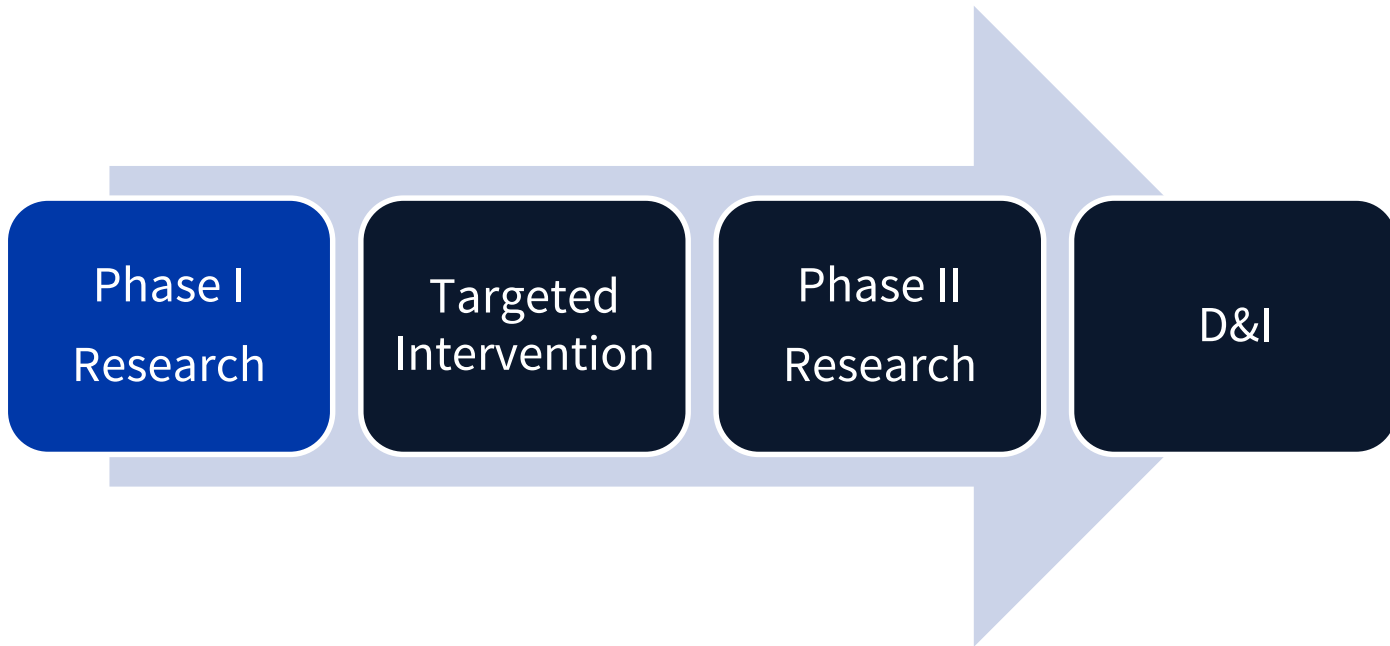 Phase I
Research
Targeted
Intervention
Phase II
Research
D&I